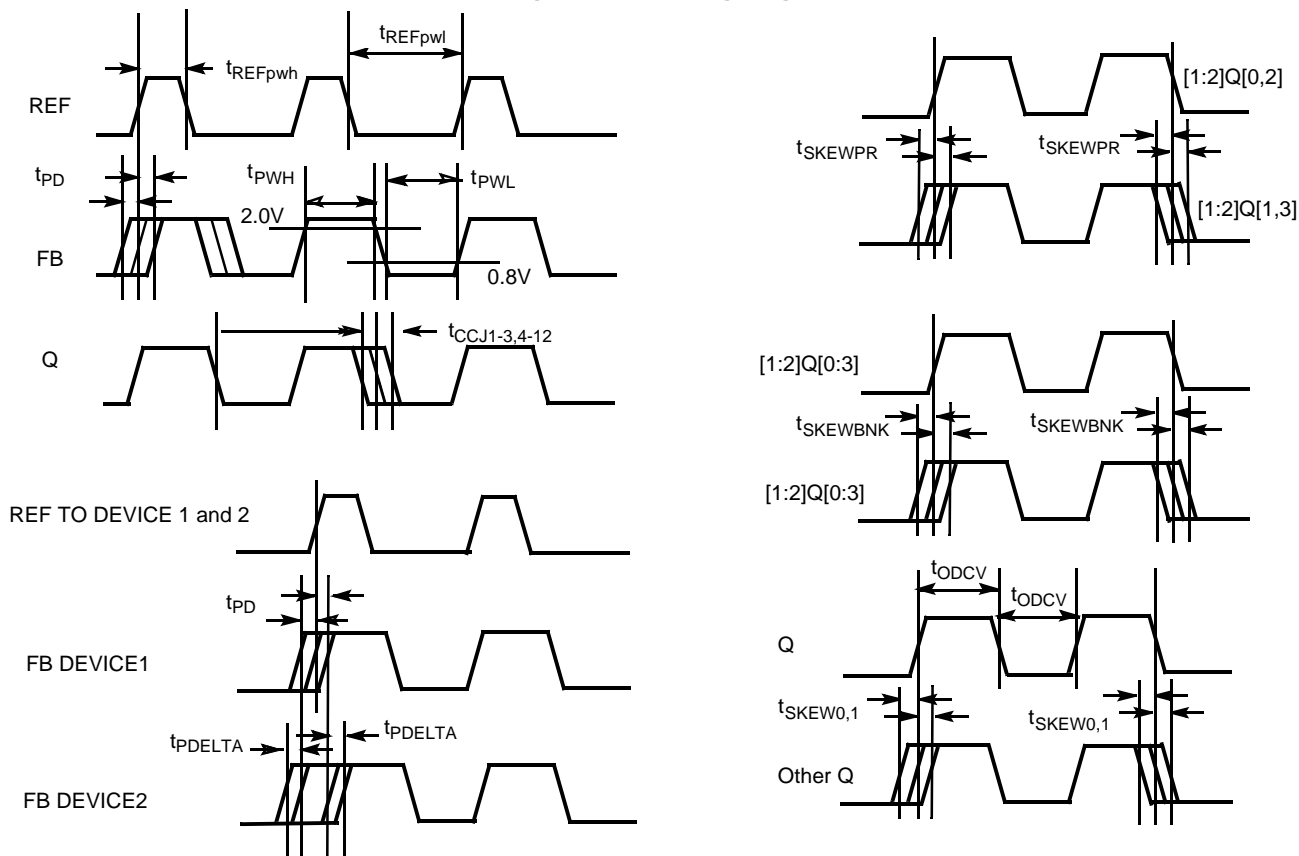 tREFpwl
tREFpwh
REF
tPD
tPWH
tPWL
2.0V
FB
0.8V
Q
tCCJ1-3,4-12
REF TO DEVICE 1 and 2
tPD
FB DEVICE1
tPDELTA
tPDELTA
FB DEVICE2
[1:2]Q[0,2]
tSKEWPR
tSKEWPR
[1:2]Q[1,3]
[1:2]Q[0:3]
tSKEWBNK
tSKEWBNK
[1:2]Q[0:3]
tODCV
tODCV
Q
tSKEW0,1
tSKEW0,1
Other Q